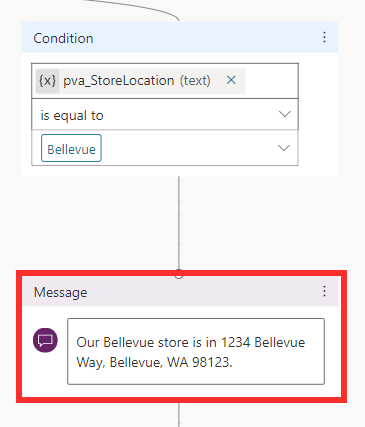 Condition
{x} pva_StoreLocation (text)
is equal to
Bellevue
Message
Our Bellevue store is in 1234 Bellevue
Way, Bellevue, WA 98123.